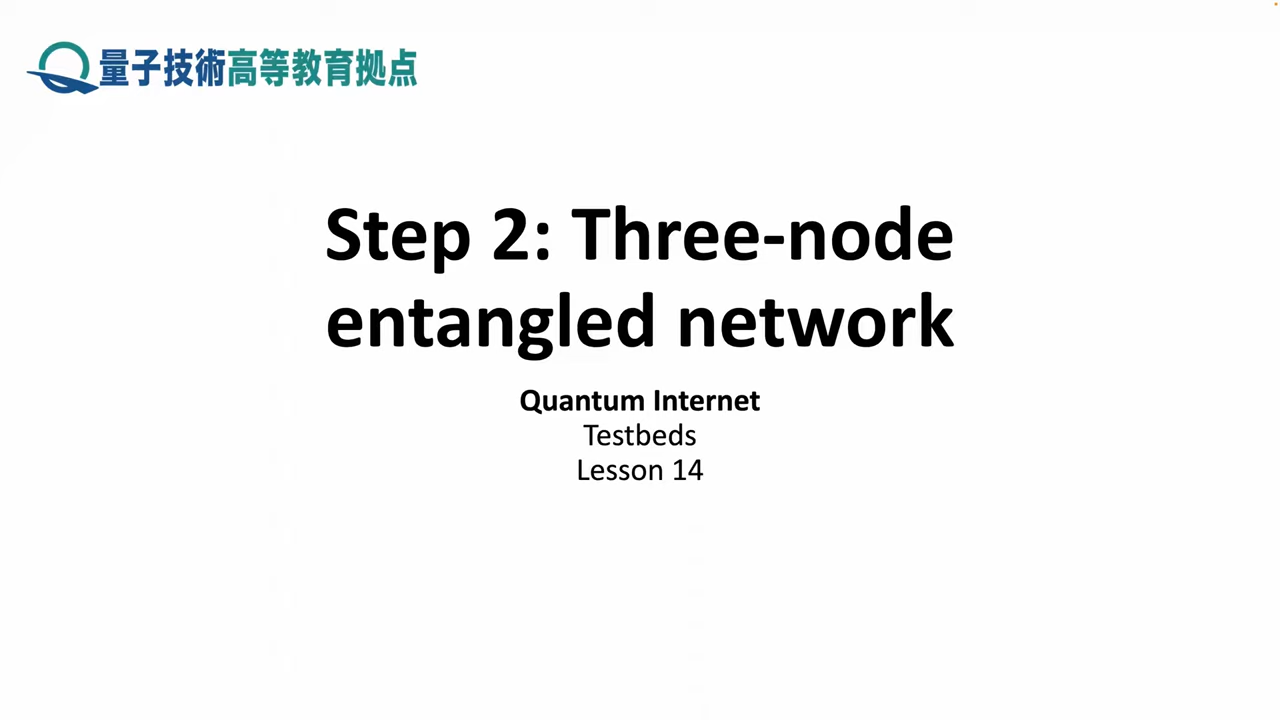 量子技術高等教育拠点
Step 2: Three-node
entangled network
Quantum Internet
Testbeds
Lesson 14